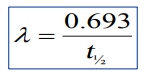 λ = 0.693 / t½